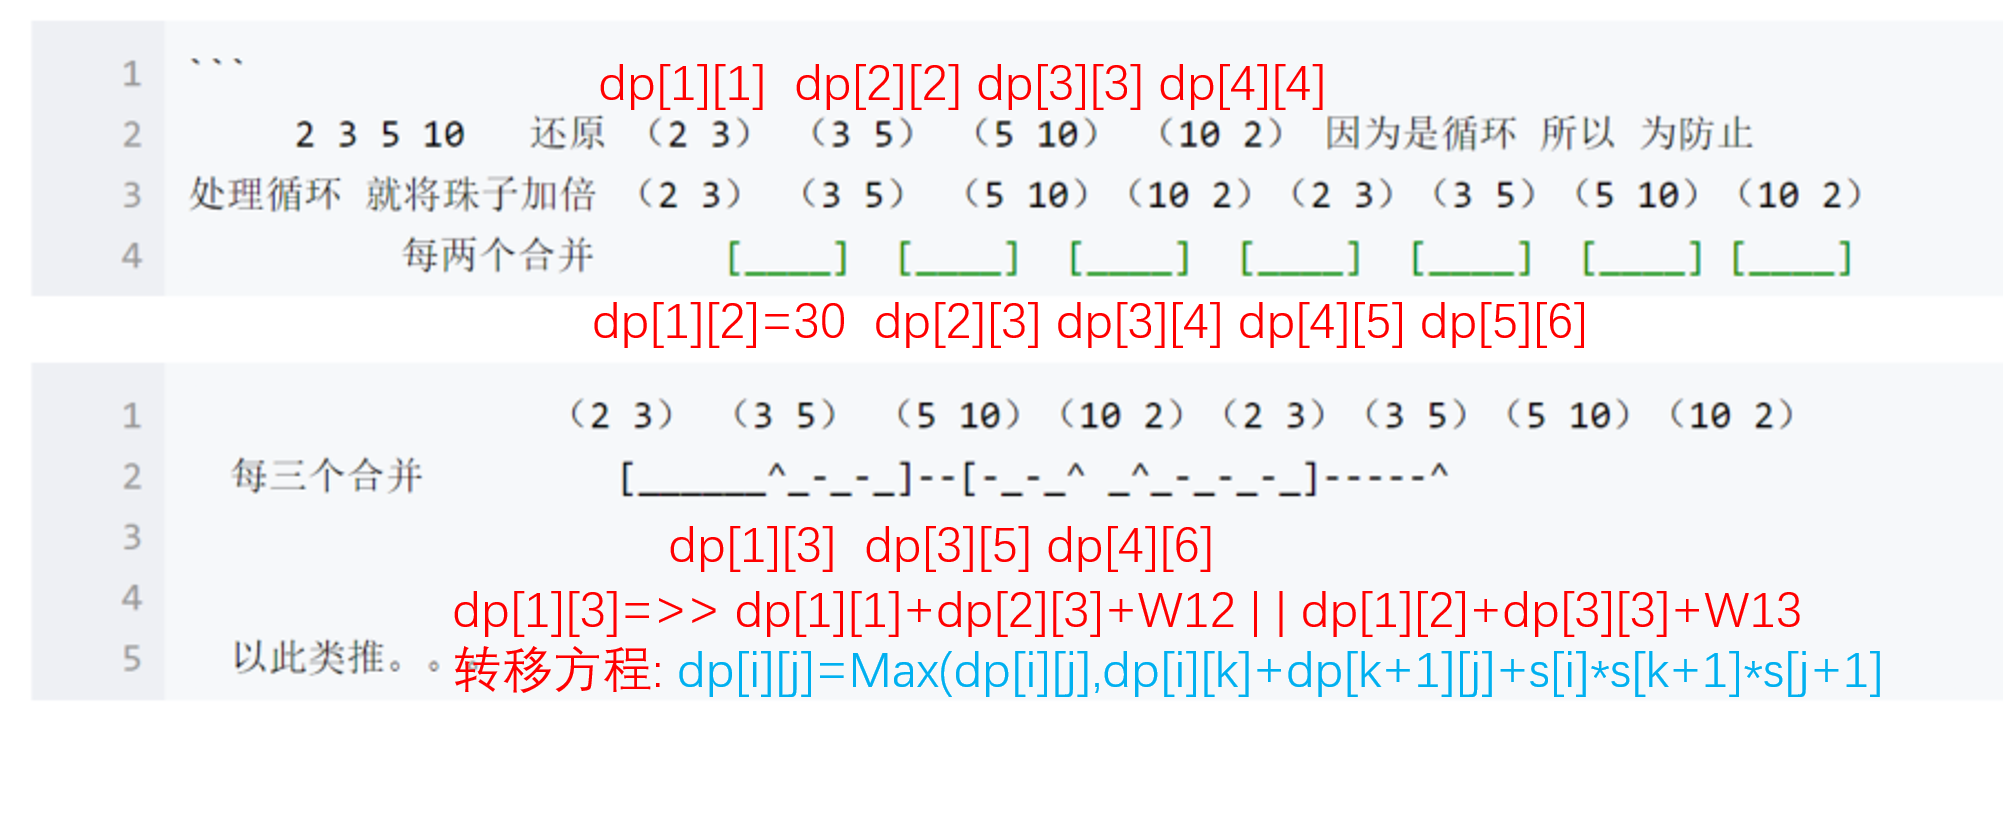 1 ```
dp[1][1] dp[2][2] dp[3][3] dp[4][4]
2 2 3 5 10 还原 （2 3） （3 5） （5 10） （10 2） 因为是循环 所以 为防止
3 处理循环 就将珠子加倍 （2 3） （3 5） （5 10）（10 2）（2 3）（3 5）（5 10）（10 2）
4 每两个合并 [____] [____] [____] [____] [____] [____] [____]
dp[1][2]=30 dp[2][3] dp[3][4] dp[4][5] dp[5][6]
1 （2 3） （3 5） （5 10）（10 2）（2 3）（3 5）（5 10）（10 2）
2 每三个合并 [______^_-_-_]--[-_-_^ _^_-_-_-_]-----^
3
dp[1][3] dp[3][5] dp[4][6]
4
dp[1][3]=>> dp[1][1]+dp[2][3]+W12 || dp[1][2]+dp[3][3]+W13
5 以此类推。。。
转移方程: dp[i][j]=Max(dp[i][j],dp[i][k]+dp[k+1][j]+s[i]*s[k+1]*s[j+1]